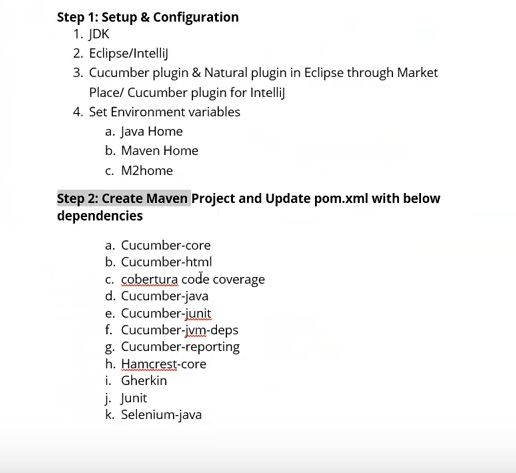 Step 1: Setup & Configuration
1. JDK
2. Eclipse/IntelliJ
3. Cucumber plugin & Natural plugin in Eclipse through Market
Place/ Cucumber plugin for IntelliJ
4. Set Environment variables
a. Java Home
b. Maven Home
c. M2home
Step 2: Create Maven Project and Update pom.xml with below
dependencies
a. Cucumber-core
b. Cucumber-html
c. cobertura code coverage
d. Cucumber-java
e. Cucumber-junit
f. Cucumber-jvm-deps
g. Cucumber-reporting
h. Hamcrest-core
i. Gherkin
j. Junit
k. Selenium-java